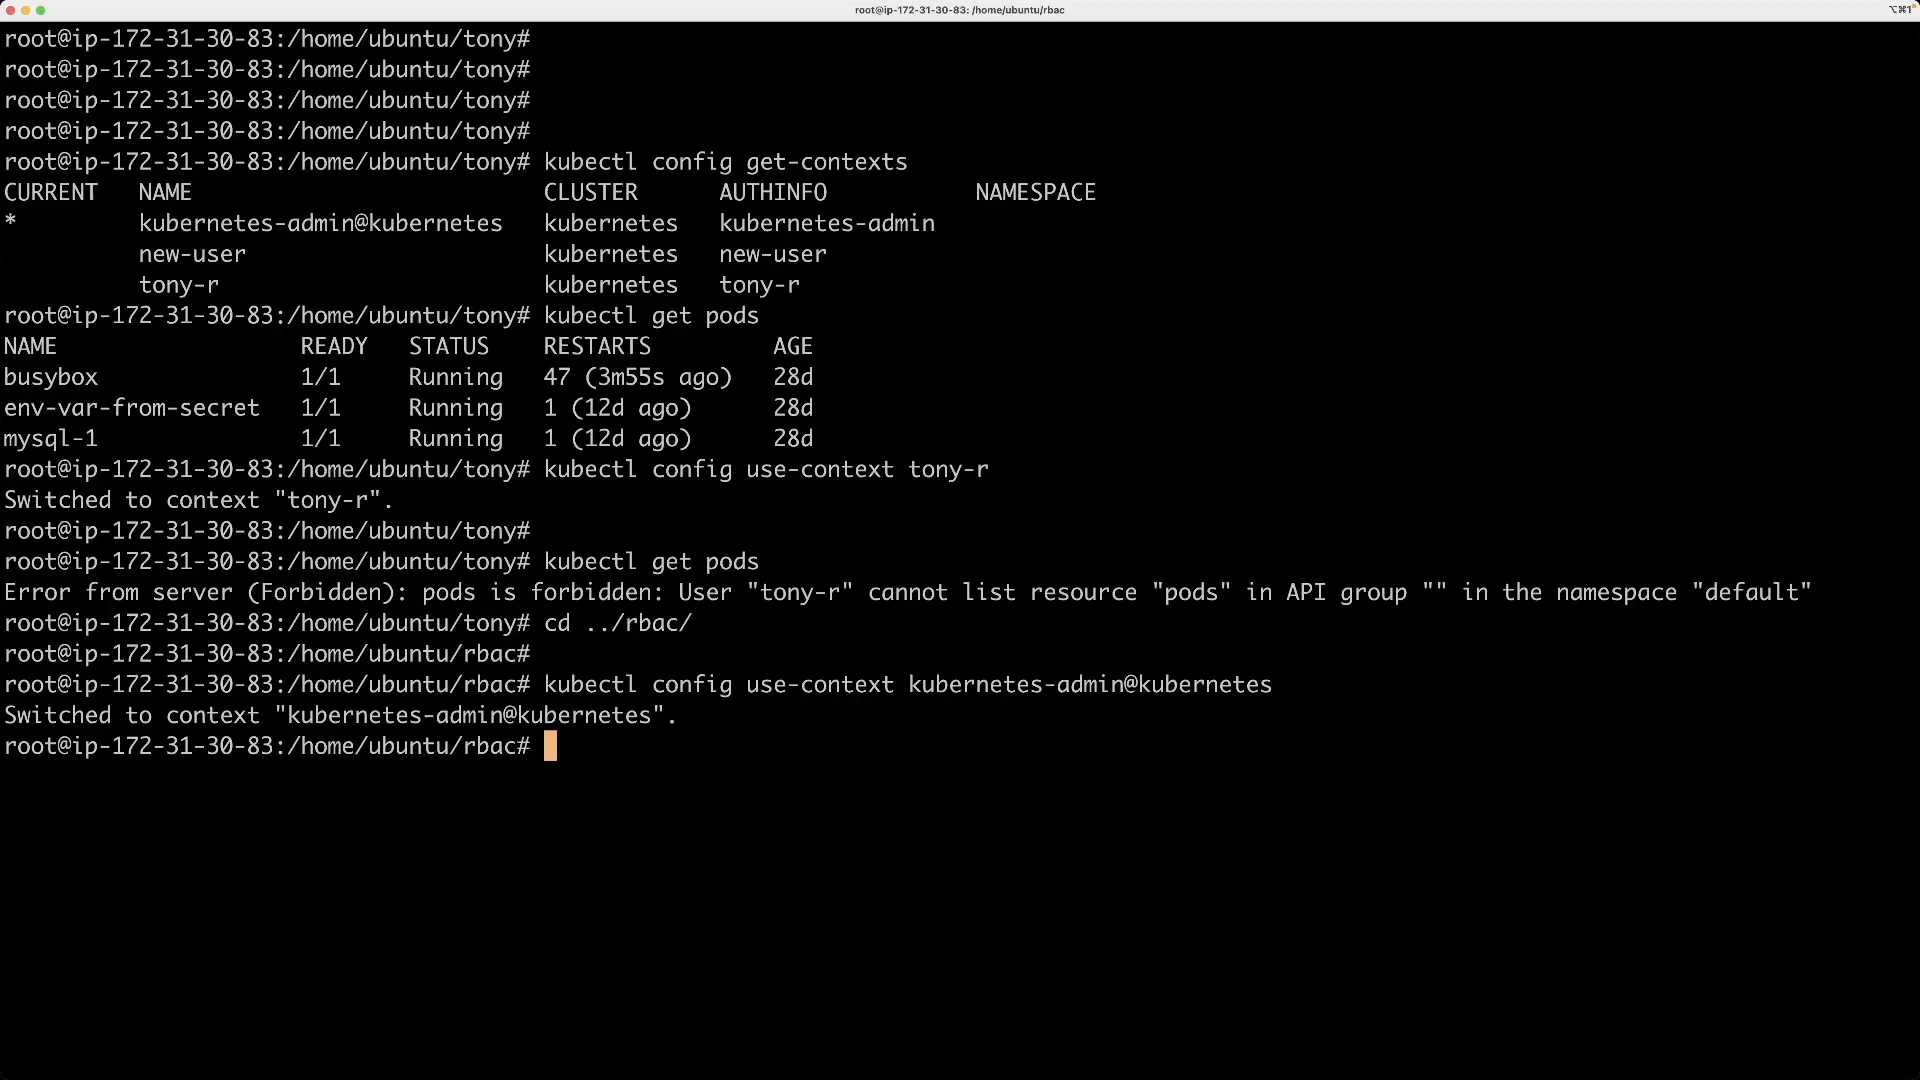 root@ip-172-31-30-83: /home/ubuntu/rbac
⌥⌘1
root@ip-172-31-30-83:/home/ubuntu/tony#
root@ip-172-31-30-83:/home/ubuntu/tony#
root@ip-172-31-30-83:/home/ubuntu/tony#
root@ip-172-31-30-83:/home/ubuntu/tony#
root@ip-172-31-30-83:/home/ubuntu/tony# kubectl config get-contexts
CURRENT   NAME                          CLUSTER      AUTHINFO           NAMESPACE
*         kubernetes-admin@kubernetes   kubernetes   kubernetes-admin
          new-user                      kubernetes   new-user
          tony-r                        kubernetes   tony-r
root@ip-172-31-30-83:/home/ubuntu/tony# kubectl get pods
NAME                  READY   STATUS    RESTARTS         AGE
busybox               1/1     Running   47 (3m55s ago)   28d
env-var-from-secret   1/1     Running   1 (12d ago)      28d
mysql-1               1/1     Running   1 (12d ago)      28d
root@ip-172-31-30-83:/home/ubuntu/tony# kubectl config use-context tony-r
Switched to context "tony-r".
root@ip-172-31-30-83:/home/ubuntu/tony#
root@ip-172-31-30-83:/home/ubuntu/tony# kubectl get pods
Error from server (Forbidden): pods is forbidden: User "tony-r" cannot list resource "pods" in API group "" in the namespace "default"
root@ip-172-31-30-83:/home/ubuntu/tony# cd ../rbac/
root@ip-172-31-30-83:/home/ubuntu/rbac#
root@ip-172-31-30-83:/home/ubuntu/rbac# kubectl config use-context kubernetes-admin@kubernetes
Switched to context "kubernetes-admin@kubernetes".
root@ip-172-31-30-83:/home/ubuntu/rbac#